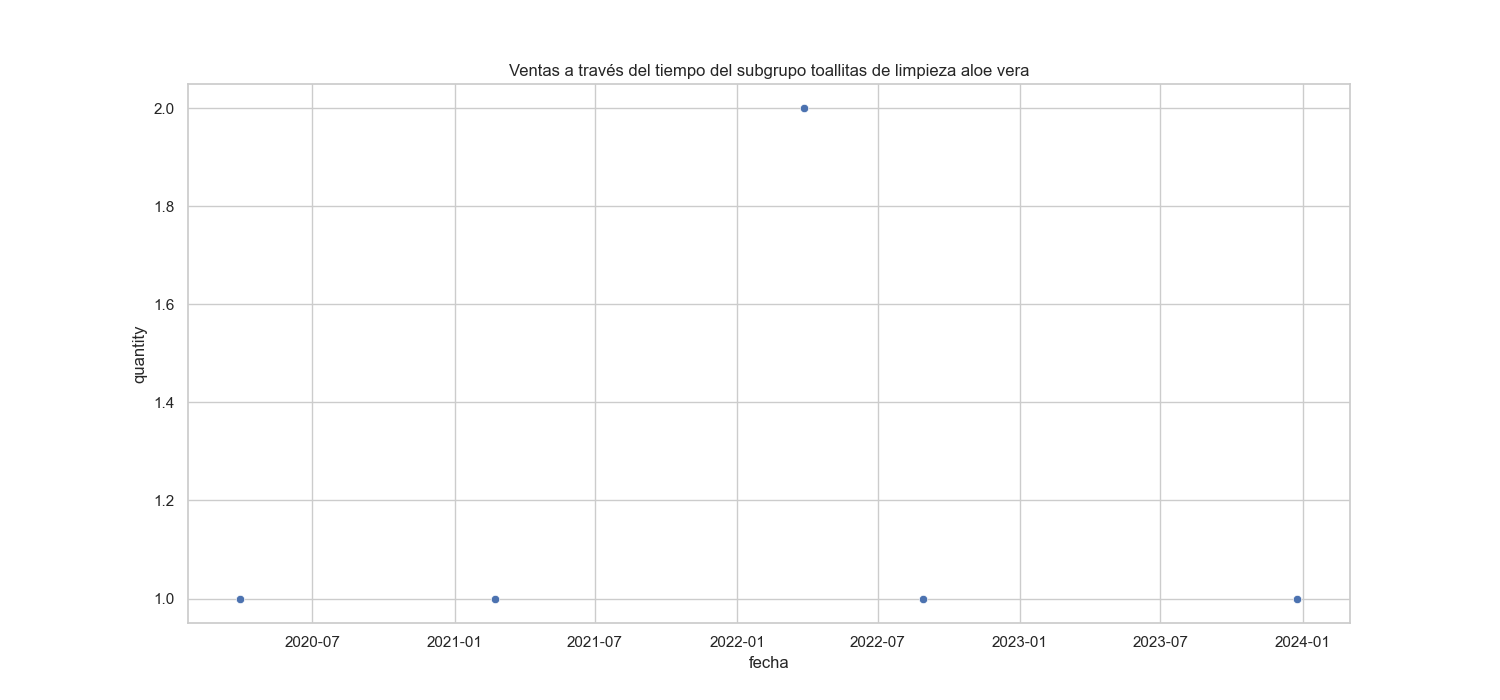 Ventas a través del tiempo del subgrupo toallitas de limpieza aloe vera
2.0
1.8
1.6
1.4
1.2
1.0
quantity
2020-07 2021-01 2021-07 2022-01 2022-07 2023-01 2023-07 2024-01
fecha